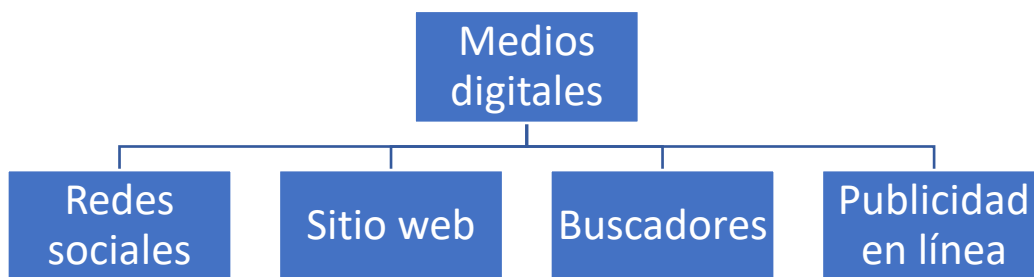 Medios
digitales
Redes
sociales
Sitio web
Buscadores
Publicidad
en línea